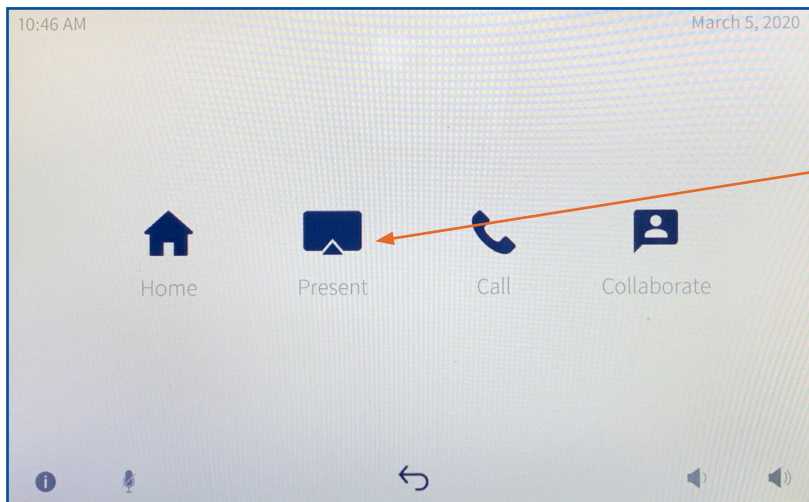 10:46 AM
March 5, 2020
Home
Present
Call
Collaborate